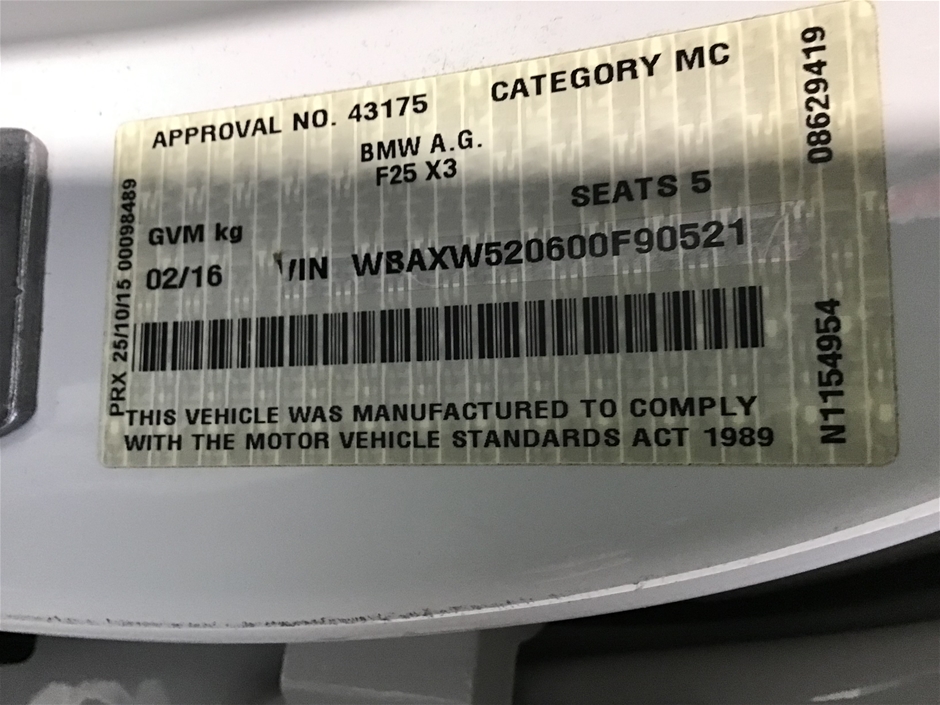 APPROVAL NO. 43175
CATEGORY MC
BMW A.G.
F25 X3
SEATS 5
GVM kg
02/16 VIN WBAXW520600F90521
THIS VEHICLE WAS MANUFACTURED TO COMPLY
WITH THE MOTOR VEHICLE STANDARDS ACT 1989
PRX 25/10/15 00098489
08629419
N1154954